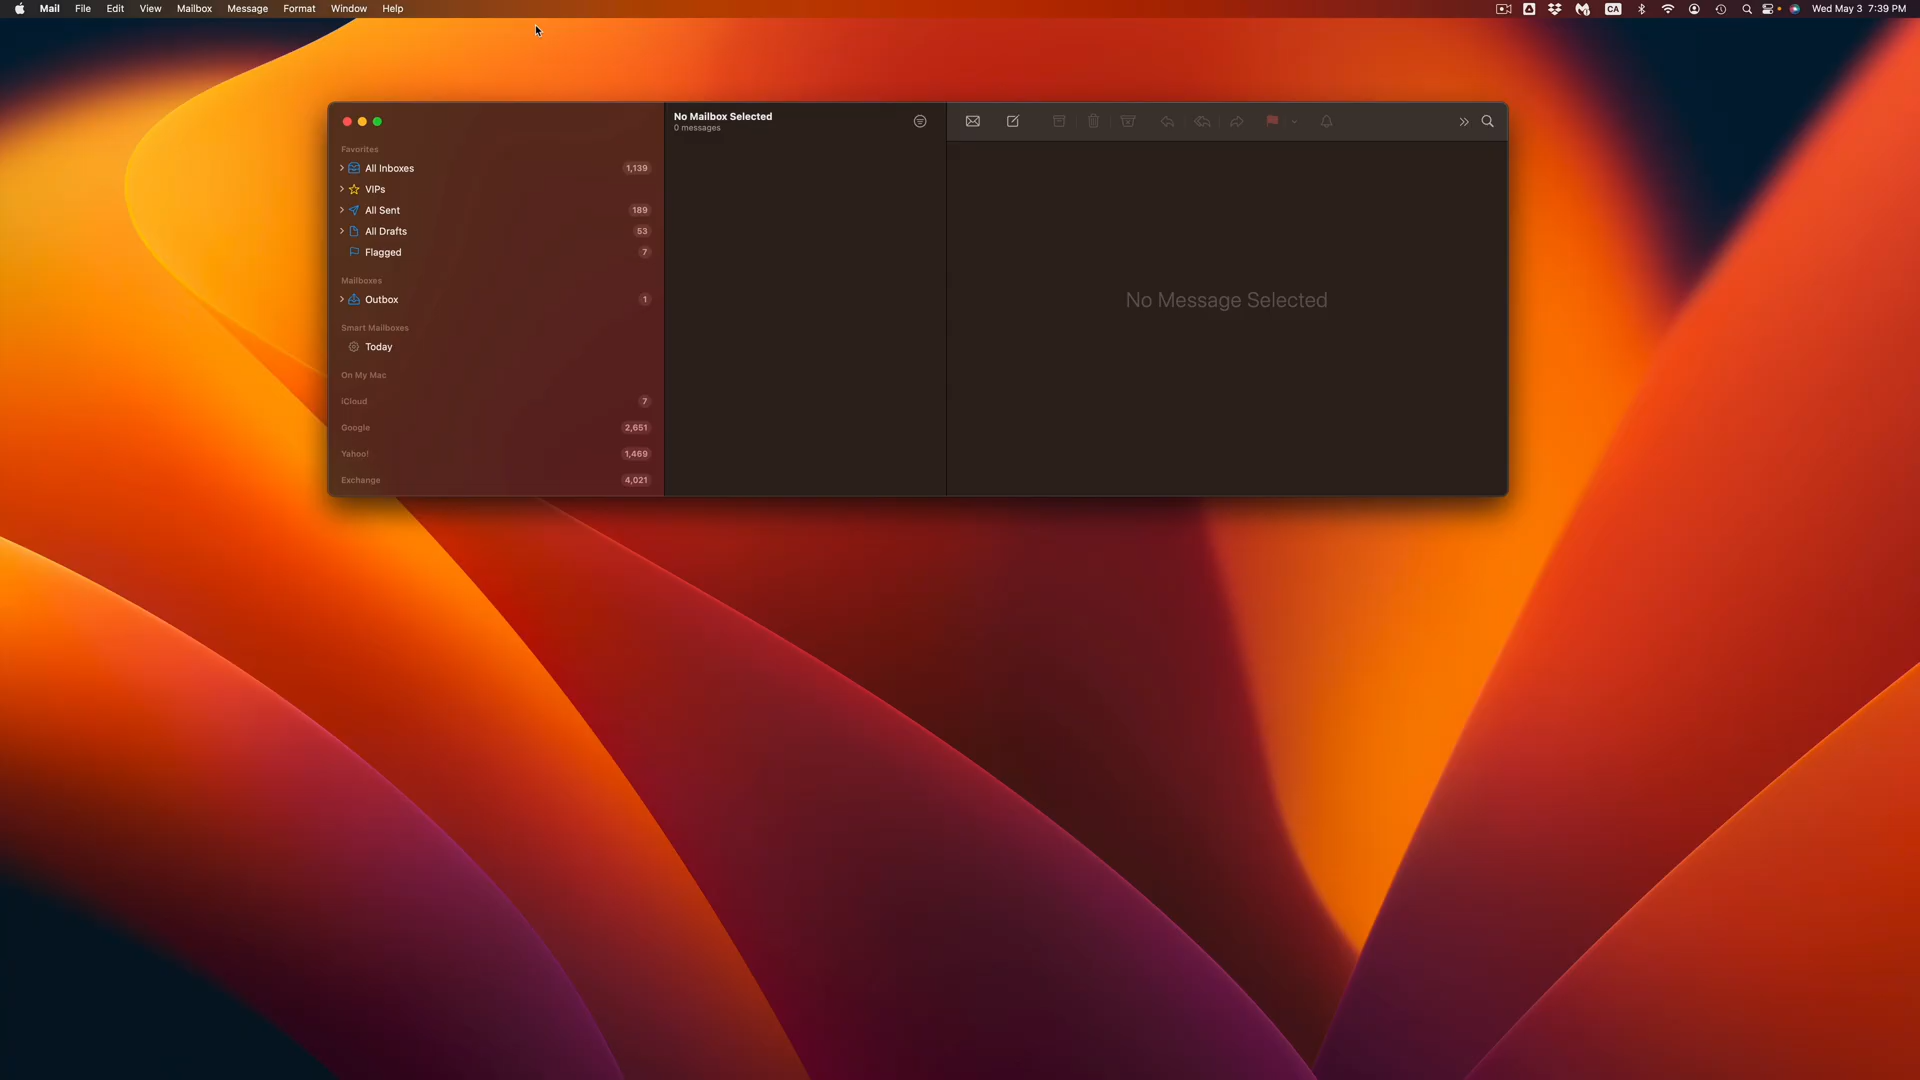 Mail File Edit View Mailbox Message Format Window Help CA Wed May 3 7:39 PM
No Mailbox Selected
0 messages
Favorites
All Inboxes 1,139
VIPs
All Sent 189
All Drafts 53
Flagged 7
Mailboxes
Outbox 1
Smart Mailboxes
Today
On My Mac
iCloud 7
Google 2,651
Yahoo! 1,469
Exchange 4,021
No Message Selected